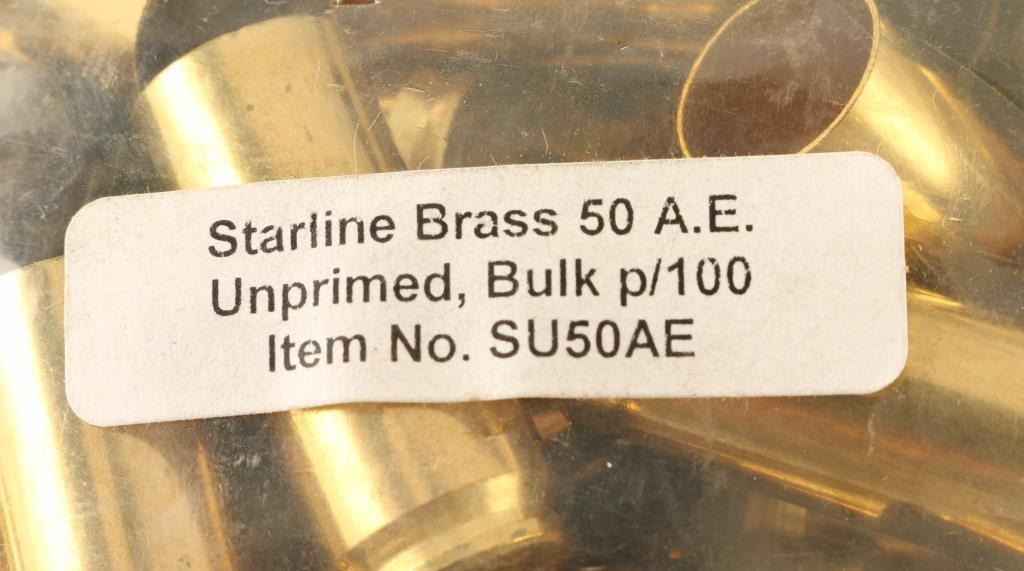 Starline Brass 50 A.E.
Unprimed, Bulk p/100
Item No. SU50AE